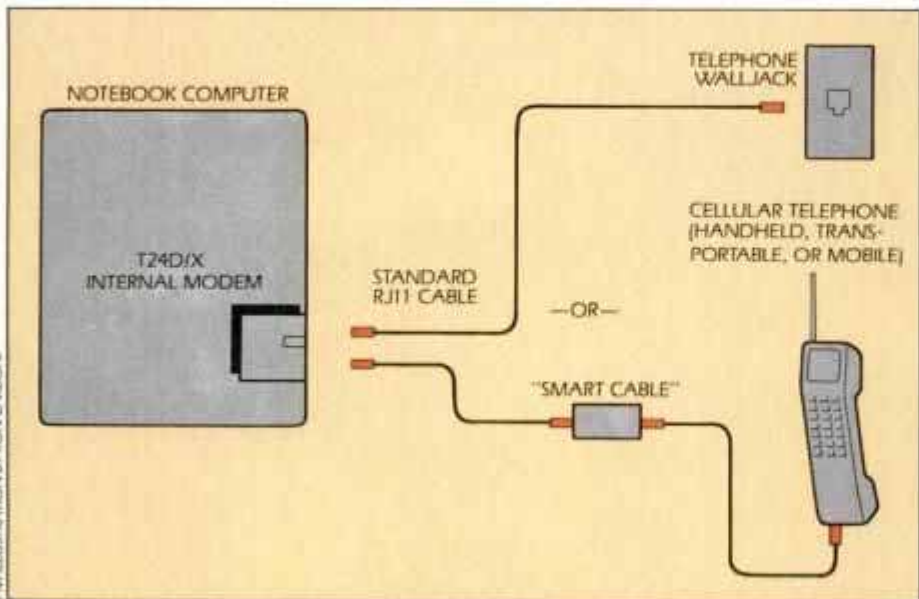 NOTEBOOK COMPUTER
T24D/X
INTERNAL MODEM
TELEPHONE
WALLJACK
STANDARD
RJ11 CABLE
CELLULAR TELEPHONE
(HANDHELD, TRANS-
PORTABLE, OR MOBILE)
—OR—
"SMART CABLE"